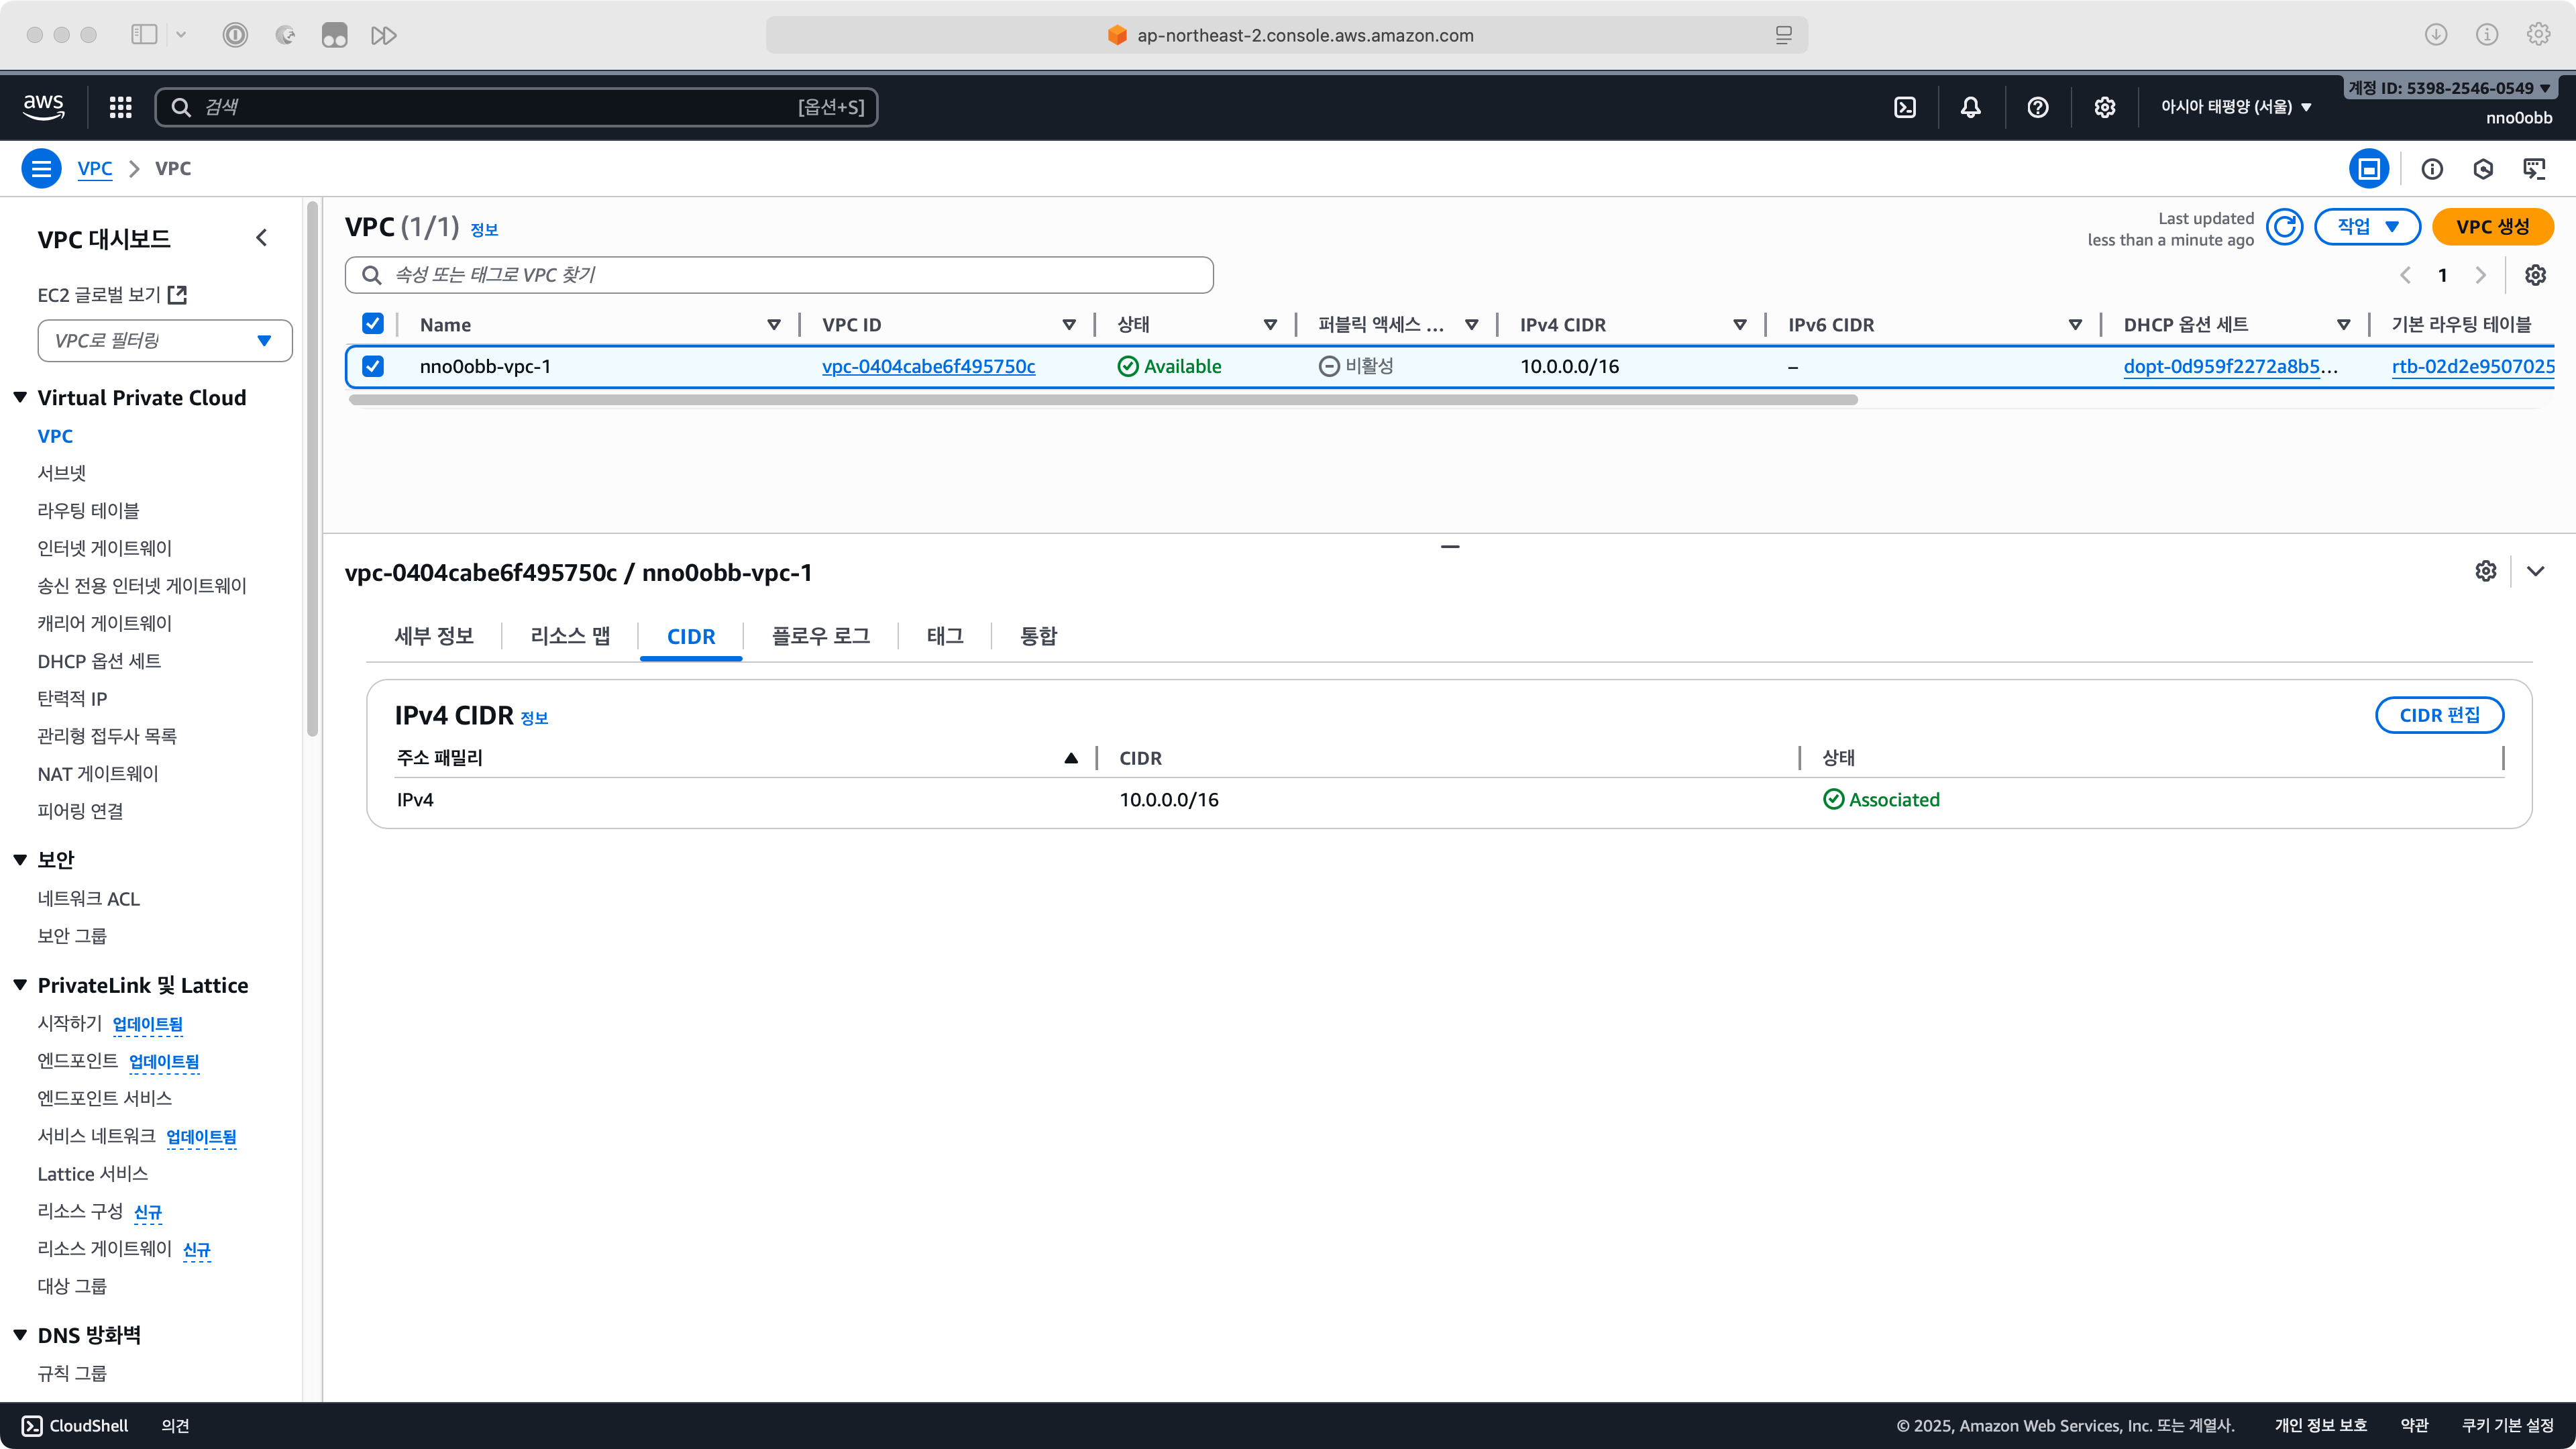 ap-northeast-2.console.aws.amazon.com
aws
검색
[옵션+S]
아시아 태평양 (서울)
계정 ID: 5398-2546-0549
nno0obb
VPC
VPC
VPC 대시보드
EC2 글로벌 보기
VPC로 필터링
Virtual Private Cloud
VPC
서브넷
라우팅 테이블
인터넷 게이트웨이
송신 전용 인터넷 게이트웨이
캐리어 게이트웨이
DHCP 옵션 세트
탄력적 IP
관리형 접두사 목록
NAT 게이트웨이
피어링 연결
보안
네트워크 ACL
보안 그룹
PrivateLink 및 Lattice
시작하기 업데이트됨
엔드포인트 업데이트됨
엔드포인트 서비스
서비스 네트워크 업데이트됨
Lattice 서비스
리소스 구성 신규
리소스 게이트웨이 신규
대상 그룹
DNS 방화벽
규칙 그룹
VPC (1/1) 정보
Last updated
less than a minute ago
작업
VPC 생성
속성 또는 태그로 VPC 찾기
1
Name VPC ID 상태 퍼블릭 액세스 ... IPv4 CIDR IPv6 CIDR DHCP 옵션 세트 기본 라우팅 테이블
nno0obb-vpc-1 vpc-0404cabe6f495750c Available 비활성 10.0.0.0/16 – dopt-0d959f2272a8b5... rtb-02d2e9507025
vpc-0404cabe6f495750c / nno0obb-vpc-1
세부 정보 리소스 맵 CIDR 플로우 로그 태그 통합
IPv4 CIDR 정보
CIDR 편집
주소 패밀리 CIDR 상태
IPv4 10.0.0.0/16 Associated
CloudShell 의견
© 2025, Amazon Web Services, Inc. 또는 계열사. 개인 정보 보호 약관 쿠키 기본 설정